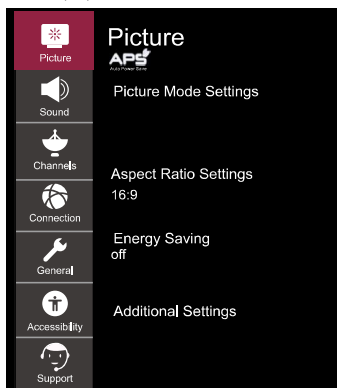 Picture
Sound
Channels
Connection
General
Accessibility
Support
Picture
APS
Auto Power Save
Picture Mode Settings
Aspect Ratio Settings
16:9
Energy Saving
off
Additional Settings